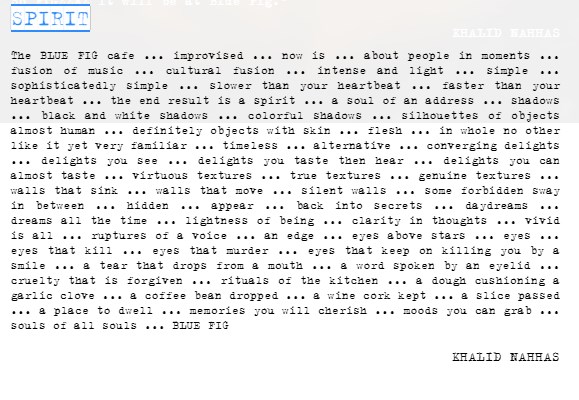 SPIRIT
KHALID NAHHAS
The BLUE FIG cafe ... improvised ... now is ... about people in moments ...
fusion of music ... cultural fusion ... intense and light ... simple ...
sophisticatedly simple ... slower than your heartbeat ... faster than your
heartbeat ... the end result is a spirit ... a soul of an address ... shadows
... black and white shadows ... colorful shadows ... silhouettes of objects
almost human ... definitely objects with skin ... flesh ... in whole no other
like it yet very familiar ... timeless ... alternative ... converging delights
... delights you see ... delights you taste then hear ... delights you can
almost taste ... virtuous textures ... true textures ... genuine textures ...
walls that sink ... walls that move ... silent walls ... some forbidden sway
in between ... hidden ... appear ... back into secrets ... daydreams ...
dreams all the time ... lightness of being ... clarity in thoughts ... vivid
is all ... ruptures of a voice ... an edge ... eyes above stars ... eyes ...
eyes that kill ... eyes that murder ... eyes that keep on killing you by a
smile ... a tear that drops from a mouth ... a word spoken by an eyelid ...
cruelty that is forgiven ... rituals of the kitchen ... a dough cushioning a
garlic clove ... a coffee bean dropped ... a wine cork kept ... a slice passed
... a place to dwell ... memories you will cherish ... moods you can grab ...
souls of all souls ... BLUE FIG
KHALID NAHHAS